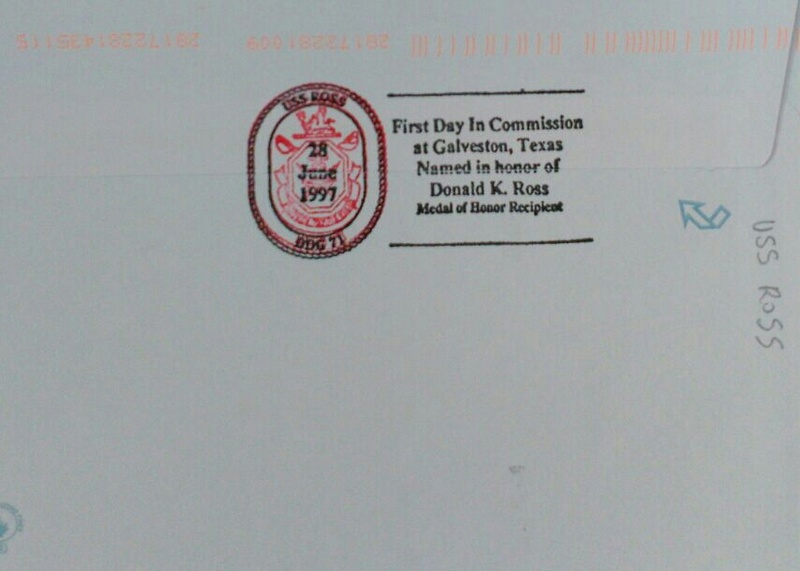 USS ROSS
28
June
1997
DDG 71
First Day In Commission
at Galveston, Texas
Named in honor of
Donald K. Ross
Medal of Honor Recipient
USS ROSS